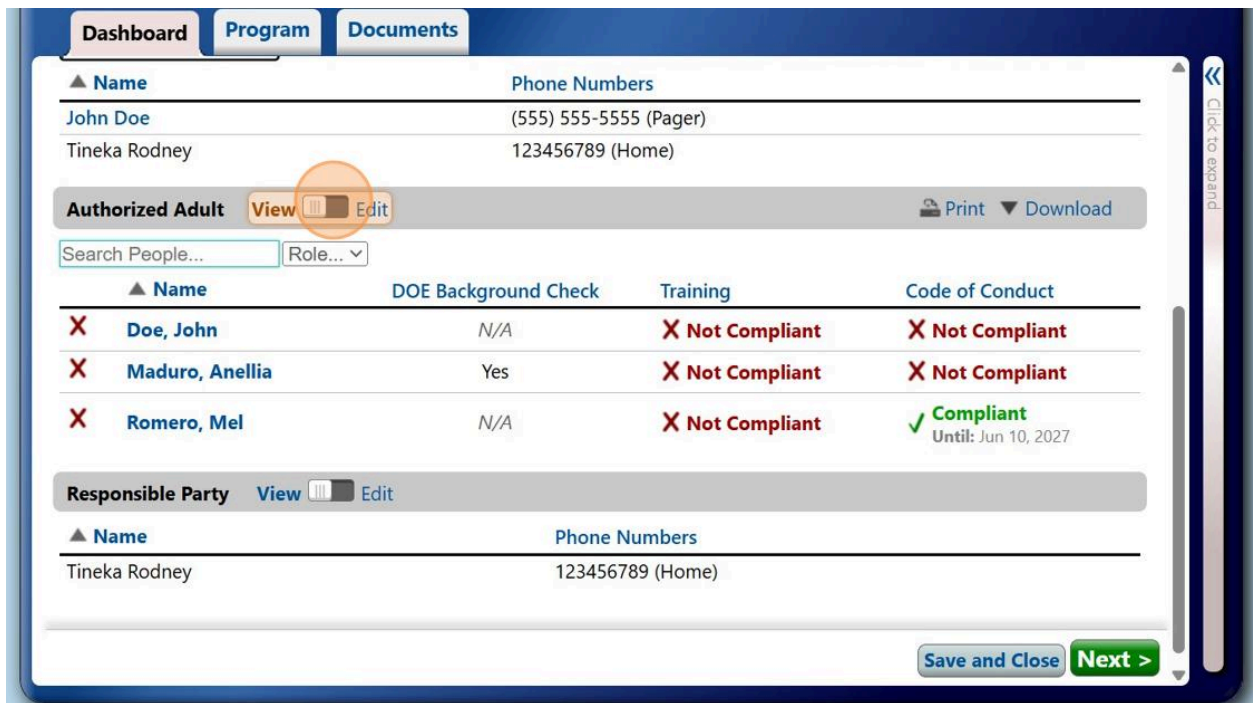 Dashboard Program Documents
▲ Name Phone Numbers
John Doe (555) 555-5555 (Pager)
Tineka Rodney 123456789 (Home)
Authorized Adult View Edit Print ▼ Download
Search People... Role...
▲ Name DOE Background Check Training Code of Conduct
X Doe, John N/A X Not Compliant X Not Compliant
X Maduro, Anellia Yes X Not Compliant X Not Compliant
X Romero, Mel N/A X Not Compliant ✓ Compliant
Until: Jun 10, 2027
Responsible Party View Edit
▲ Name Phone Numbers
Tineka Rodney 123456789 (Home)
Save and Close Next >
« Click to expand